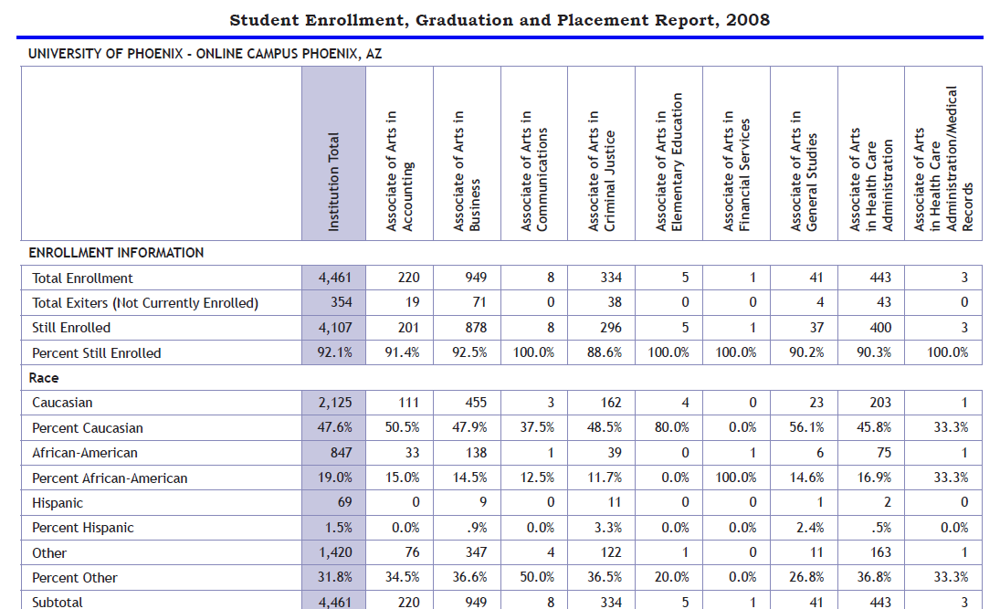 Student Enrollment, Graduation and Placement Report, 2008
UNIVERSITY OF PHOENIX - ONLINE CAMPUS PHOENIX, AZ
Institution Total
Associate of Arts in
Accounting
Associate of Arts in
Business
Associate of Arts in
Communications
Associate of Arts in
Criminal Justice
Associate of Arts in
Elementary Education
Associate of Arts in
Financial Services
Associate of Arts in
General Studies
Associate of Arts
in Health Care
Administration
Associate of Arts
in Health Care
Administration/Medical
Records
ENROLLMENT INFORMATION
Total Enrollment 4,461 220 949 8 334 5 1 41 443 3
Total Exiters (Not Currently Enrolled) 354 19 71 0 38 0 0 4 43 0
Still Enrolled 4,107 201 878 8 296 5 1 37 400 3
Percent Still Enrolled 92.1% 91.4% 92.5% 100.0% 88.6% 100.0% 100.0% 90.2% 90.3% 100.0%
Race
Caucasian 2,125 111 455 3 162 4 0 23 203 1
Percent Caucasian 47.6% 50.5% 47.9% 37.5% 48.5% 80.0% 0.0% 56.1% 45.8% 33.3%
African-American 847 33 138 1 39 0 1 6 75 1
Percent African-American 19.0% 15.0% 14.5% 12.5% 11.7% 0.0% 100.0% 14.6% 16.9% 33.3%
Hispanic 69 0 9 0 11 0 0 1 2 0
Percent Hispanic 1.5% 0.0% .9% 0.0% 3.3% 0.0% 0.0% 2.4% .5% 0.0%
Other 1,420 76 347 4 122 1 0 11 163 1
Percent Other 31.8% 34.5% 36.6% 50.0% 36.5% 20.0% 0.0% 26.8% 36.8% 33.3%
Subtotal 4,461 220 949 8 334 5 1 41 443 3